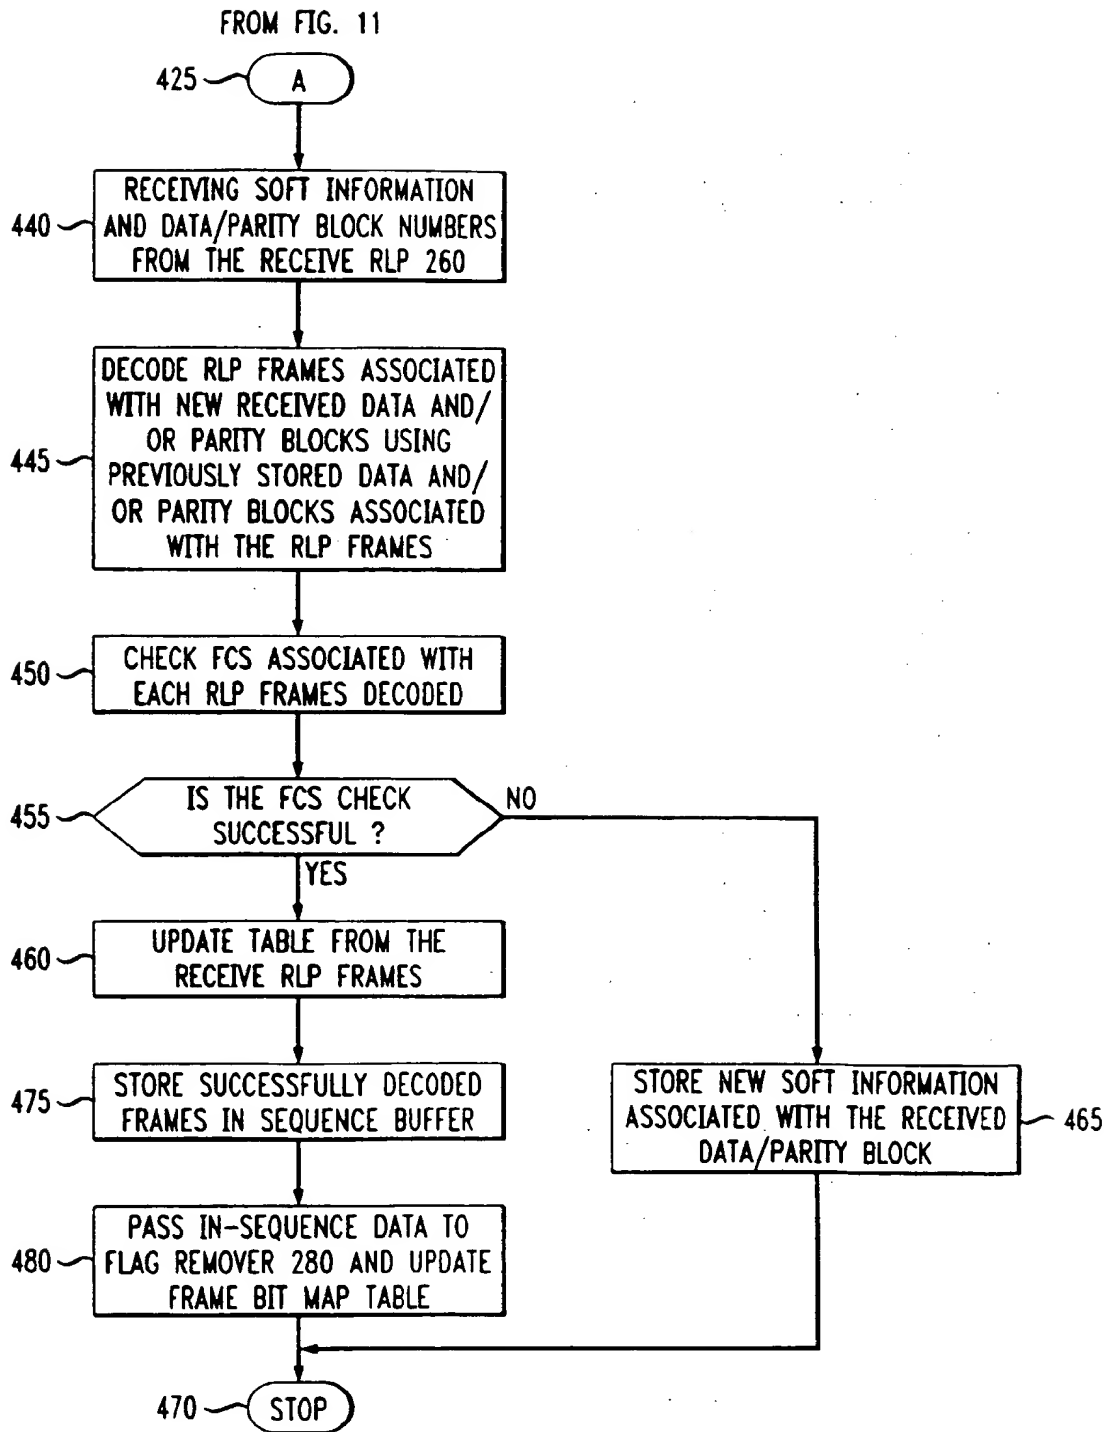 FROM FIG. 11
425
A
440
RECEIVING SOFT INFORMATION
AND DATA/PARITY BLOCK NUMBERS
FROM THE RECEIVE RLP 260
445
DECODE RLP FRAMES ASSOCIATED
WITH NEW RECEIVED DATA AND/
OR PARITY BLOCKS USING
PREVIOUSLY STORED DATA AND/
OR PARITY BLOCKS ASSOCIATED
WITH THE RLP FRAMES
450
CHECK FCS ASSOCIATED WITH
EACH RLP FRAMES DECODED
455
IS THE FCS CHECK
SUCCESSFUL ?
NO
YES
460
UPDATE TABLE FROM THE
RECEIVE RLP FRAMES
475
STORE SUCCESSFULLY DECODED
FRAMES IN SEQUENCE BUFFER
STORE NEW SOFT INFORMATION
ASSOCIATED WITH THE RECEIVED
DATA/PARITY BLOCK
465
480
PASS IN-SEQUENCE DATA TO
FLAG REMOVER 280 AND UPDATE
FRAME BIT MAP TABLE
470
STOP